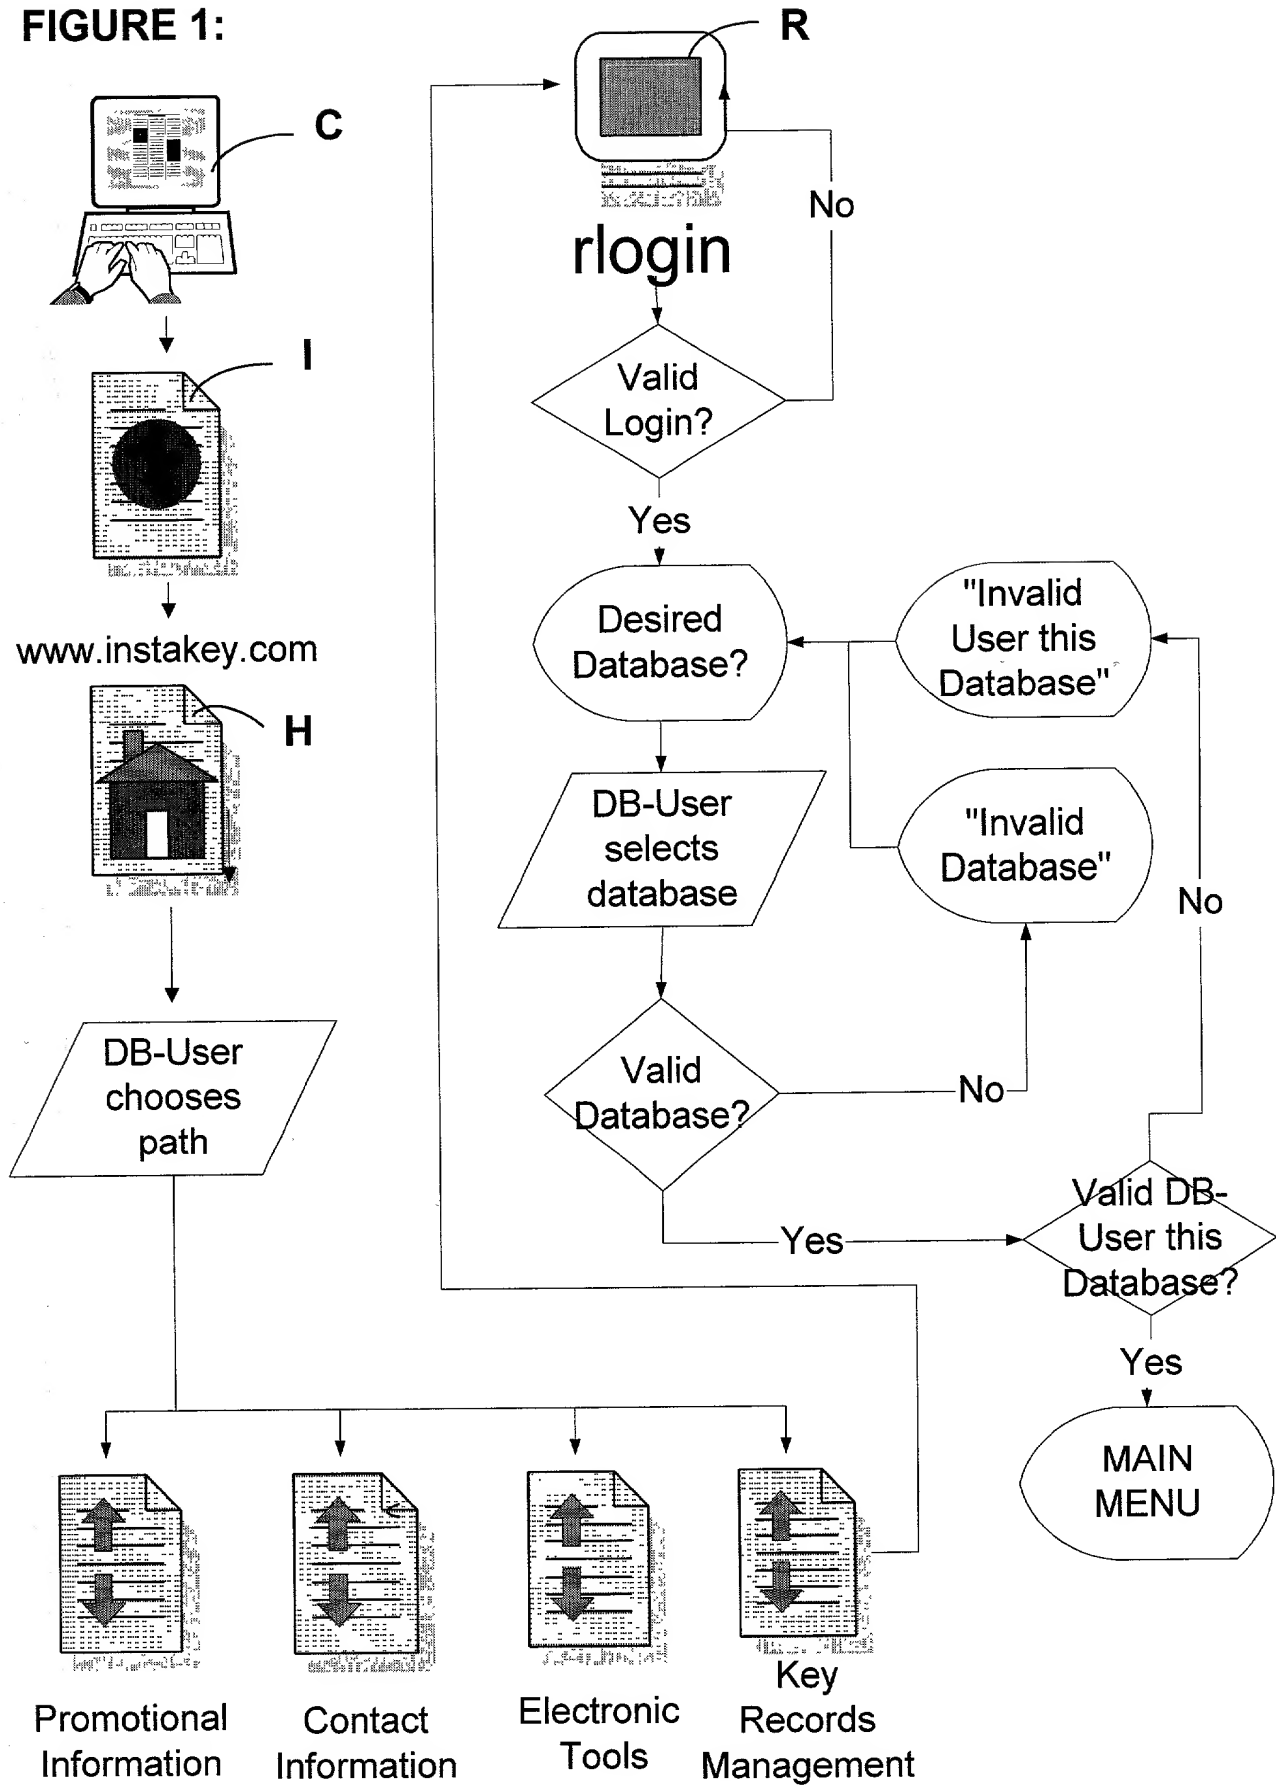 FIGURE 1:
C
I
www.instakey.com
H
DB-User
chooses
path
Promotional
Information
Contact
Information
Electronic
Tools
Key
Records
Management
R
No
rlogin
Valid
Login?
Yes
Desired
Database?
"Invalid
User this
Database"
DB-User
selects
database
"Invalid
Database"
No
Valid
Database?
No
Yes
Valid DB-
User this
Database?
Yes
MAIN
MENU